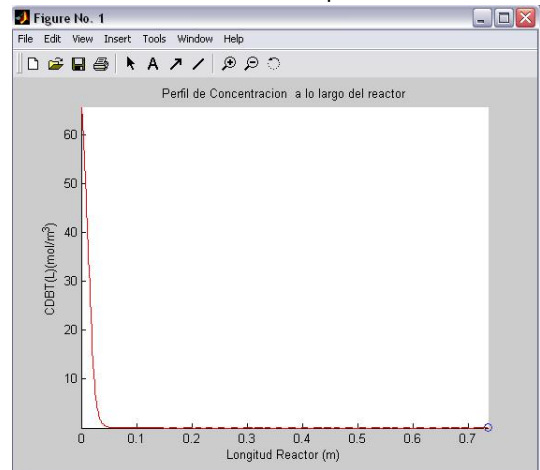 Figure No. 1
File Edit View Insert Tools Window Help
A
Perfil de Concentracion a lo largo del reactor
60
50
40
30
20
10
CDBT(L)(mol/m³)
0 0.1 0.2 0.3 0.4 0.5 0.6 0.7
Longitud Reactor (m)